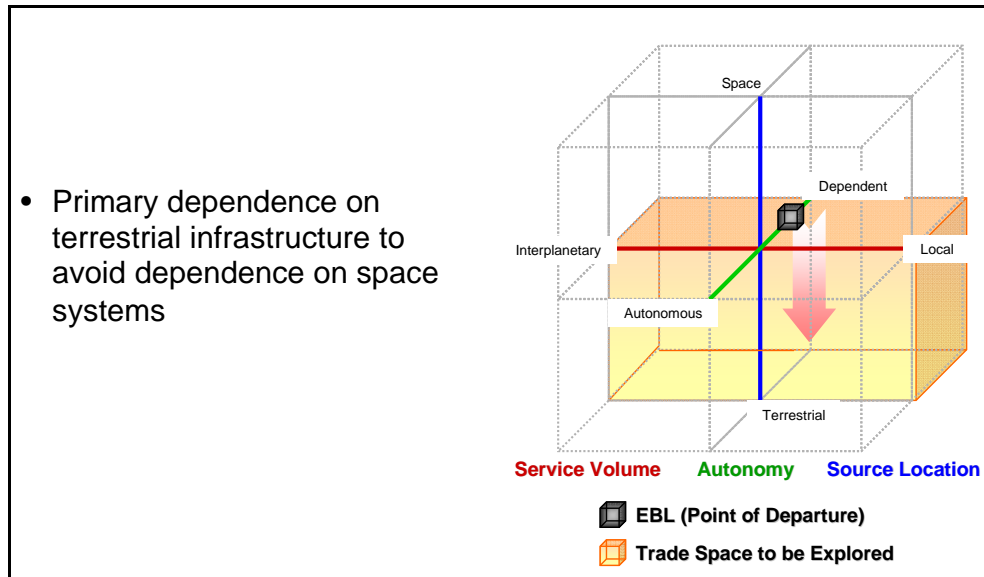 • Primary dependence on
terrestrial infrastructure to
avoid dependence on space
systems
Space
Dependent
Interplanetary
Local
Autonomous
Terrestrial
Service Volume Autonomy Source Location
EBL (Point of Departure)
Trade Space to be Explored